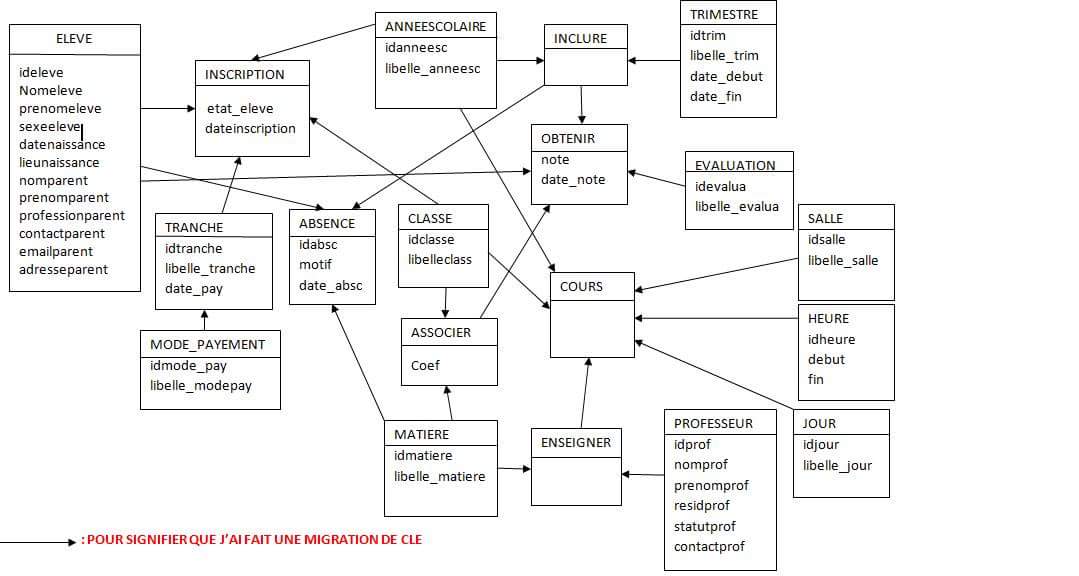 ELEVE
ideleve
Nomeleve
prenomeleve
sexeeleve
datenaissance
lieunaissance
nomparent
prenomparent
professionparent
contactparent
emailparent
adresseparent
INSCRIPTION
etat_eleve
dateinscription
ANNEESCOLAIRE
idanneesc
libelle_anneesc
INCLURE
TRIMESTRE
idtrim
libelle_trim
date_debut
date_fin
OBTENIR
note
date_note
EVALUATION
idevalua
libelle_evalua
TRANCHE
idtranche
libelle_tranche
date_pay
ABSENCE
idabsc
motif
date_absc
CLASSE
idclasse
libelleclass
SALLE
idsalle
libelle_salle
COURS
HEURE
idheure
debut
fin
MODE_PAYEMENT
idmode_pay
libelle_modepay
ASSOCIER
Coef
MATIERE
idmatiere
libelle_matiere
ENSEIGNER
PROFESSEUR
idprof
nomprof
prenomprof
residprof
statutprof
contactprof
JOUR
idjour
libelle_jour
: POUR SIGNIFIER QUE J'AI FAIT UNE MIGRATION DE CLE